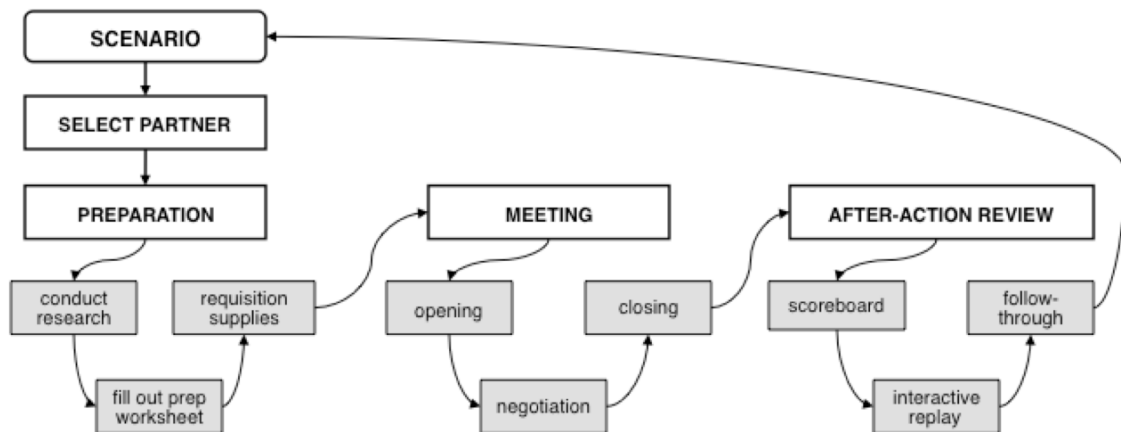 SCENARIO
SELECT PARTNER
PREPARATION
MEETING
AFTER-ACTION REVIEW
conduct
research
requisition
supplies
opening
closing
scoreboard
follow-
through
fill out prep
worksheet
negotiation
interactive
replay